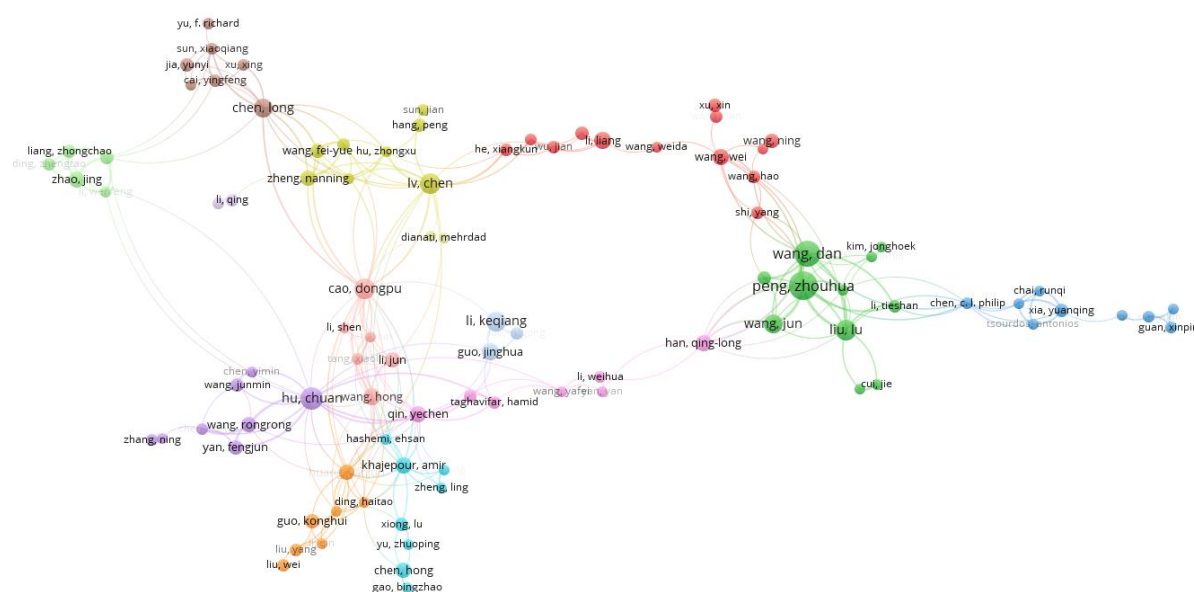 yu, f. richard
sun, xiaoqiang
jia, yunyi
xu, xing
cai, yingfeng
chen, long
xu, xin
sun, jian
hang, peng
liang, zhongchao
ding, zhengtao
zhao, jing
wang, fei-yue
hu, zhongxu
he, xiangkun
li, liang
wang, weida
wang, ning
wang, wei
wang, hao
zheng, nanning
lv, chen
li, qing
shi, yang
dianati, mehrdad
wang, dan
kim, jonghoek
cao, dongpu
peng, zhouhua
chai, runqi
chen, c. l. philip
li, tieshan
xia, yuanqing
tsourdos, antonios
guan, xinpin
li, keqiang
wang, jun
liu, lu
li, shen
han, qing-long
guo, jinghua
li, jun
li, weihua
wang, junmin
cui, jie
wang, yafei
hu, chuan
wang, hong
taghavifar, hamid
qin, yechen
wang, rongrong
zhang, ning
yan, fengjun
hashemi, ehsan
khajepour, amir
zheng, ling
ding, haitao
guo, konghui
xiong, lu
yu, zhuoping
liu, yang
liu, wei
chen, hong
gao, bingzhao